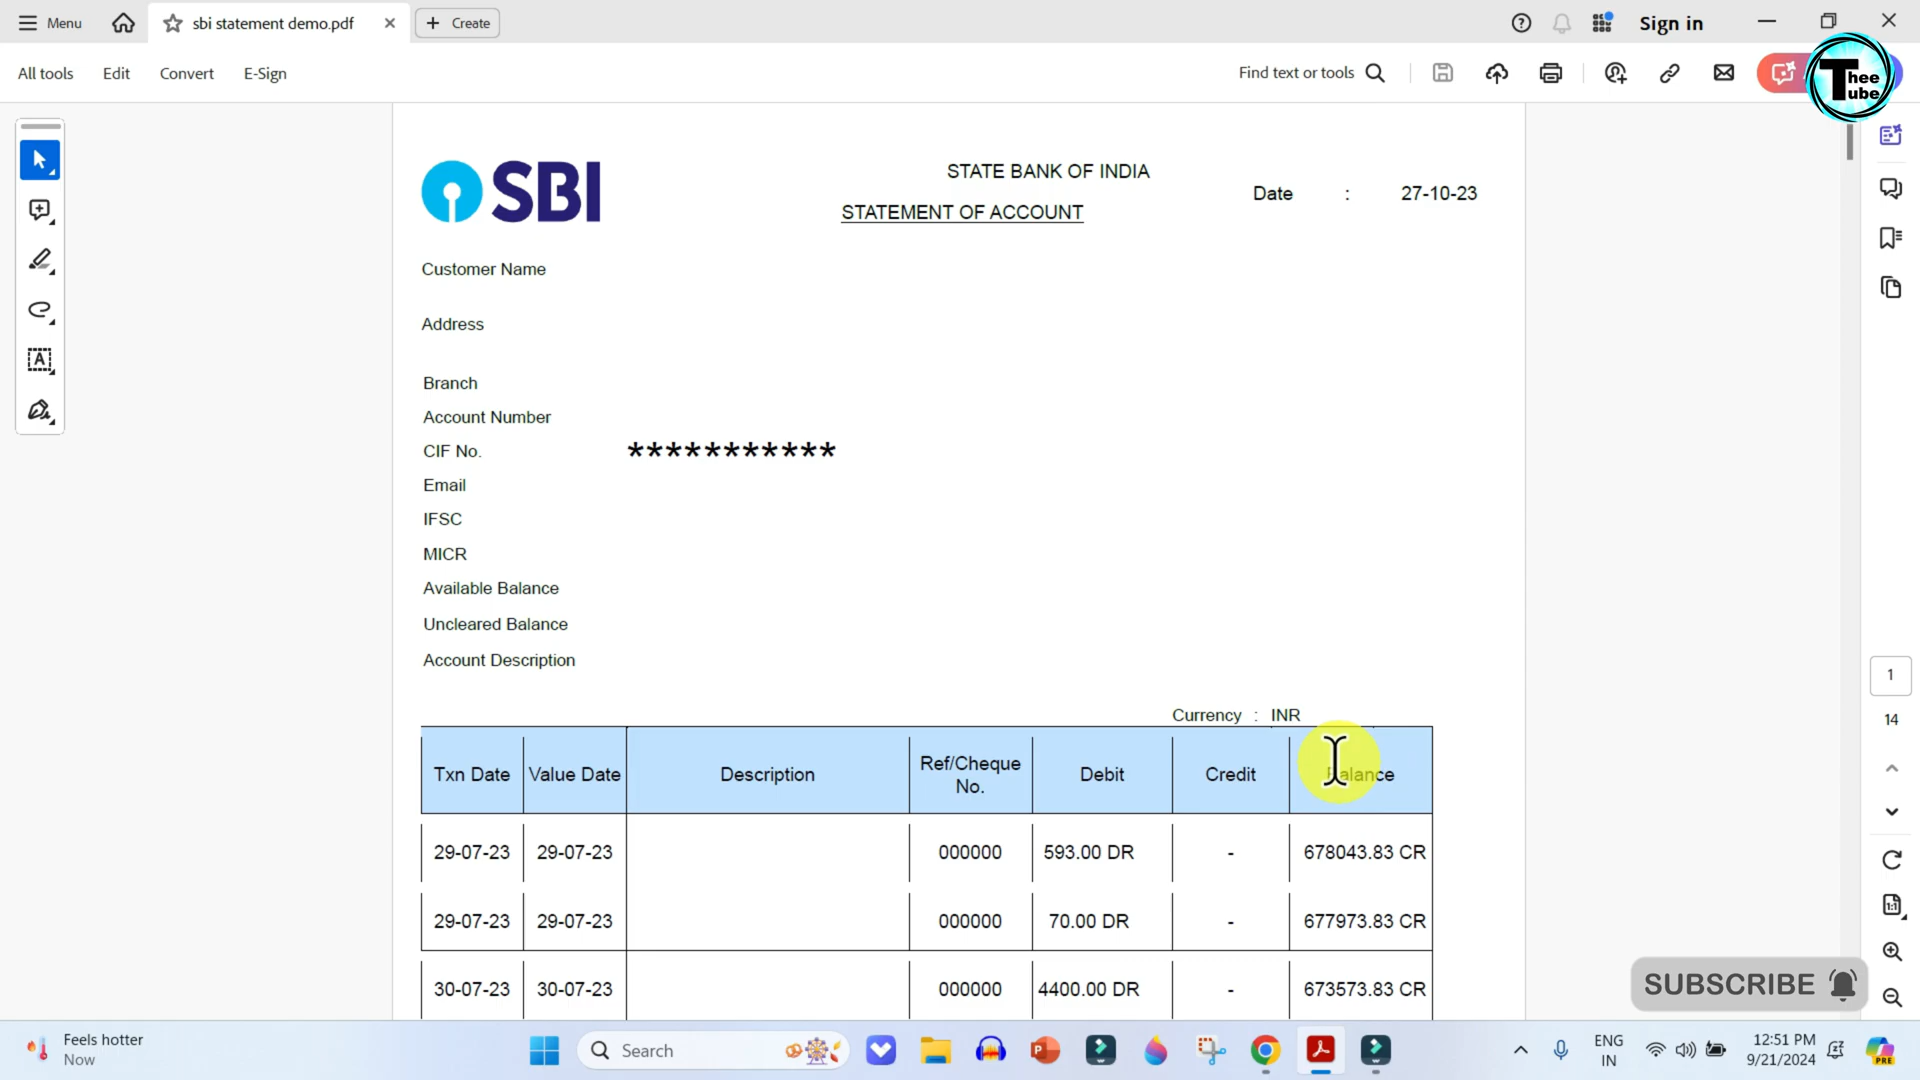 Menu
sbi statement demo.pdf
Create
Sign in
All tools
Edit
Convert
E-Sign
Find text or tools
Thee Tube
SBI
STATE BANK OF INDIA
STATEMENT OF ACCOUNT
Date : 27-10-23
Customer Name
Address
Branch
Account Number
CIF No. ***********
Email
IFSC
MICR
Available Balance
Uncleared Balance
Account Description
Currency : INR
Txn Date Value Date Description Ref/Cheque No. Debit Credit Balance
29-07-23 29-07-23 000000 593.00 DR - 678043.83 CR
29-07-23 29-07-23 000000 70.00 DR - 677973.83 CR
30-07-23 30-07-23 000000 4400.00 DR - 673573.83 CR
1
14
SUBSCRIBE
Feels hotter
Now
Search
ENG
IN
12:51 PM
9/21/2024
PRE